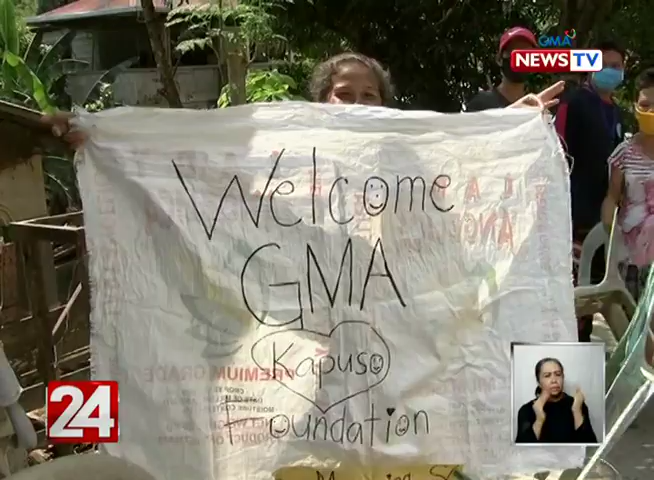 GMA
NEWS TV
Welcome
GMA
Kapuso
Foundation
PREMIUM GRADE
24